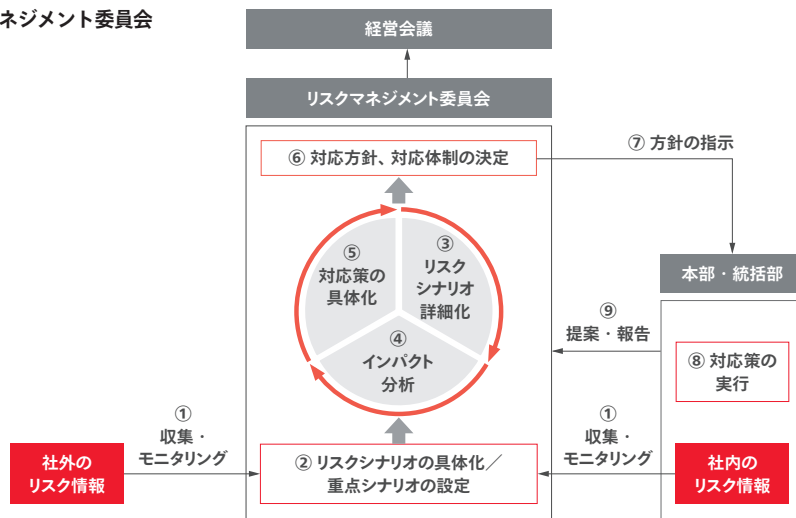 ネジメント委員会
経営会議
リスクマネジメント委員会
⑥ 対応方針、対応体制の決定
⑦ 方針の指示
⑤
対応策の
具体化
③
リスク
シナリオ
詳細化
④
インパクト
分析
本部・統括部
⑨
提案・報告
⑧ 対応策の
実行
①
収集・
モニタリング
①
収集・
モニタリング
社外の
リスク情報
② リスクシナリオの具体化／
重点シナリオの設定
社内の
リスク情報